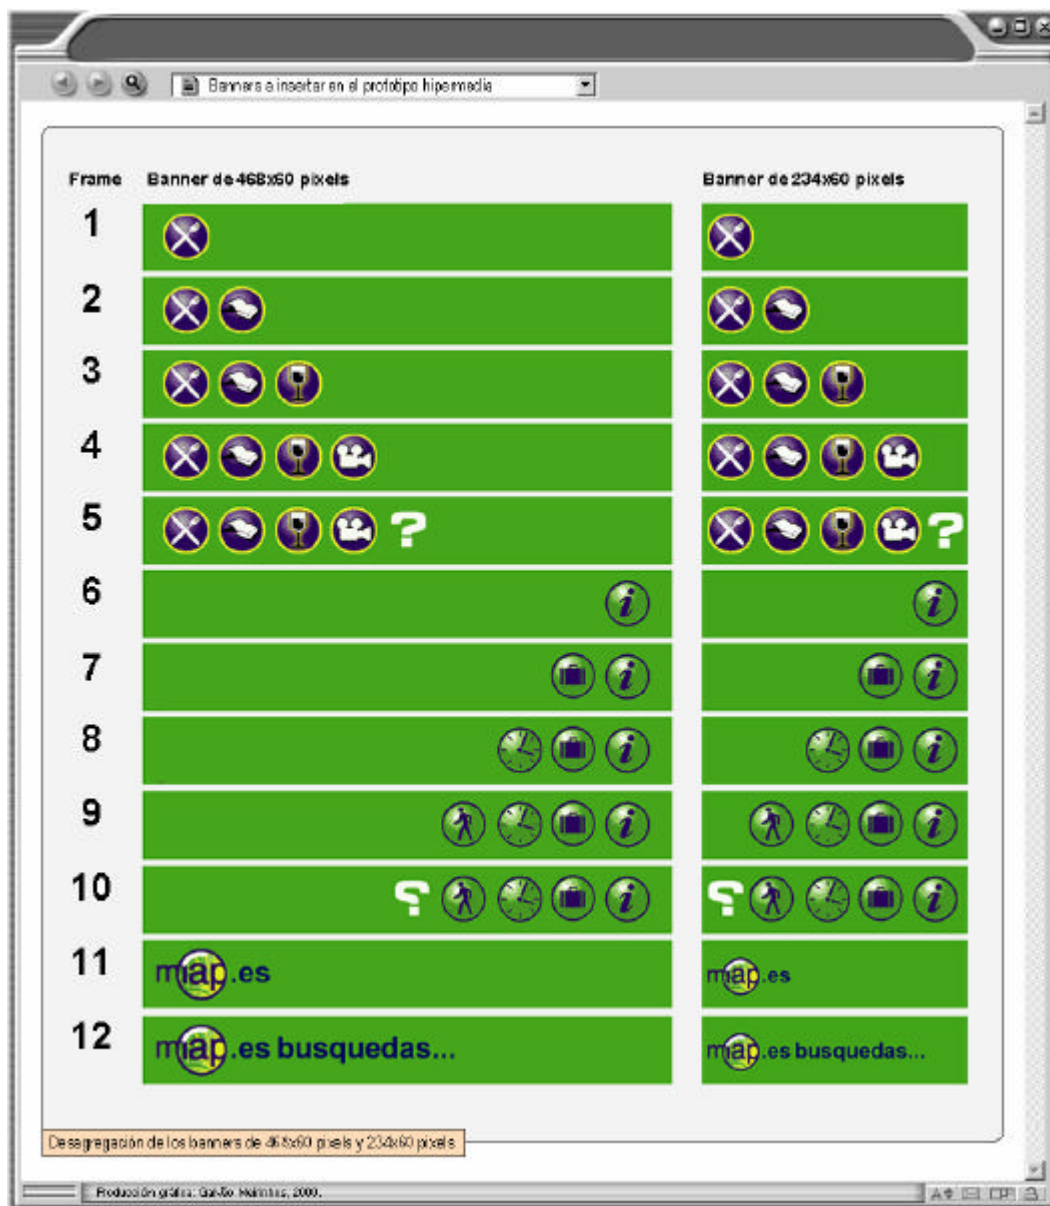 Banners a insertar en el prototipo hipermedia
Frame Banner de 468x60 pixels Banner de 234x60 pixels
1
2
3
4
5 ? ?
6 i i
7 i i
8 i i
9 i i
10 ? i ? i
11 map.es map.es
12 map.es busquedas... map.es busquedas...
Desagregación de los banners de 468x60 pixels y 234x60 pixels
Producción gráfica: Galvão Meirinhos, 2000.